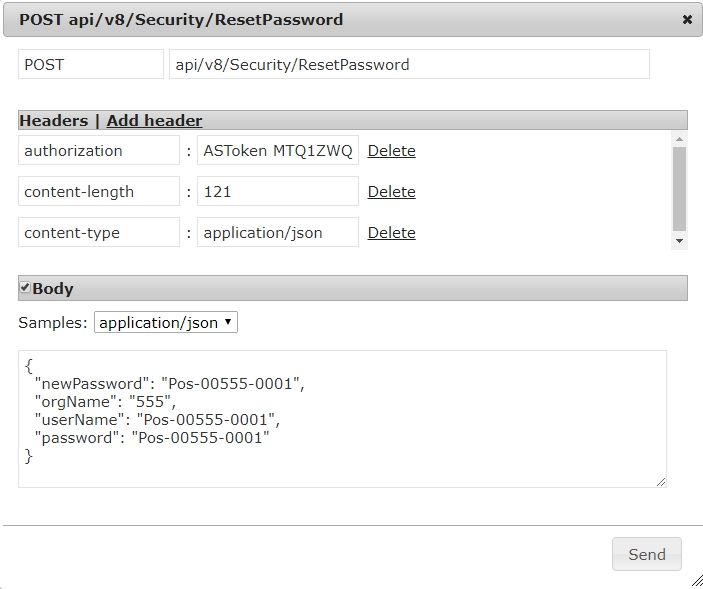 POST api/v8/Security/ResetPassword
POST api/v8/Security/ResetPassword
Headers | Add header
authorization : ASToken MTQ1ZWQ Delete
content-length : 121 Delete
content-type : application/json Delete
Body
Samples: application/json
{
"newPassword": "Pos-00555-0001",
"orgName": "555",
"userName": "Pos-00555-0001",
"password": "Pos-00555-0001"
}
Send